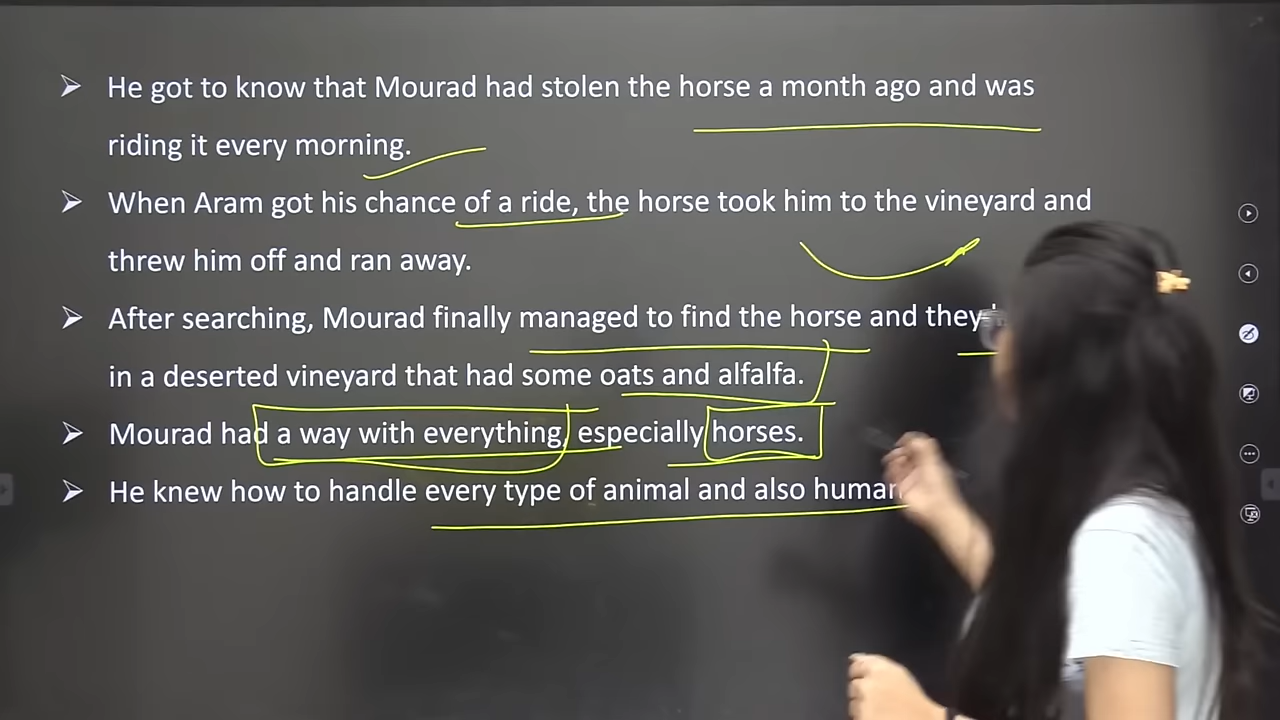 ➢ He got to know that Mourad had stolen the horse a month ago and was
riding it every morning.
➢ When Aram got his chance of a ride, the horse took him to the vineyard and
threw him off and ran away.
➢ After searching, Mourad finally managed to find the horse and they
in a deserted vineyard that had some oats and alfalfa.
➢ Mourad had a way with everything, especially horses.
➢ He knew how to handle every type of animal and also human